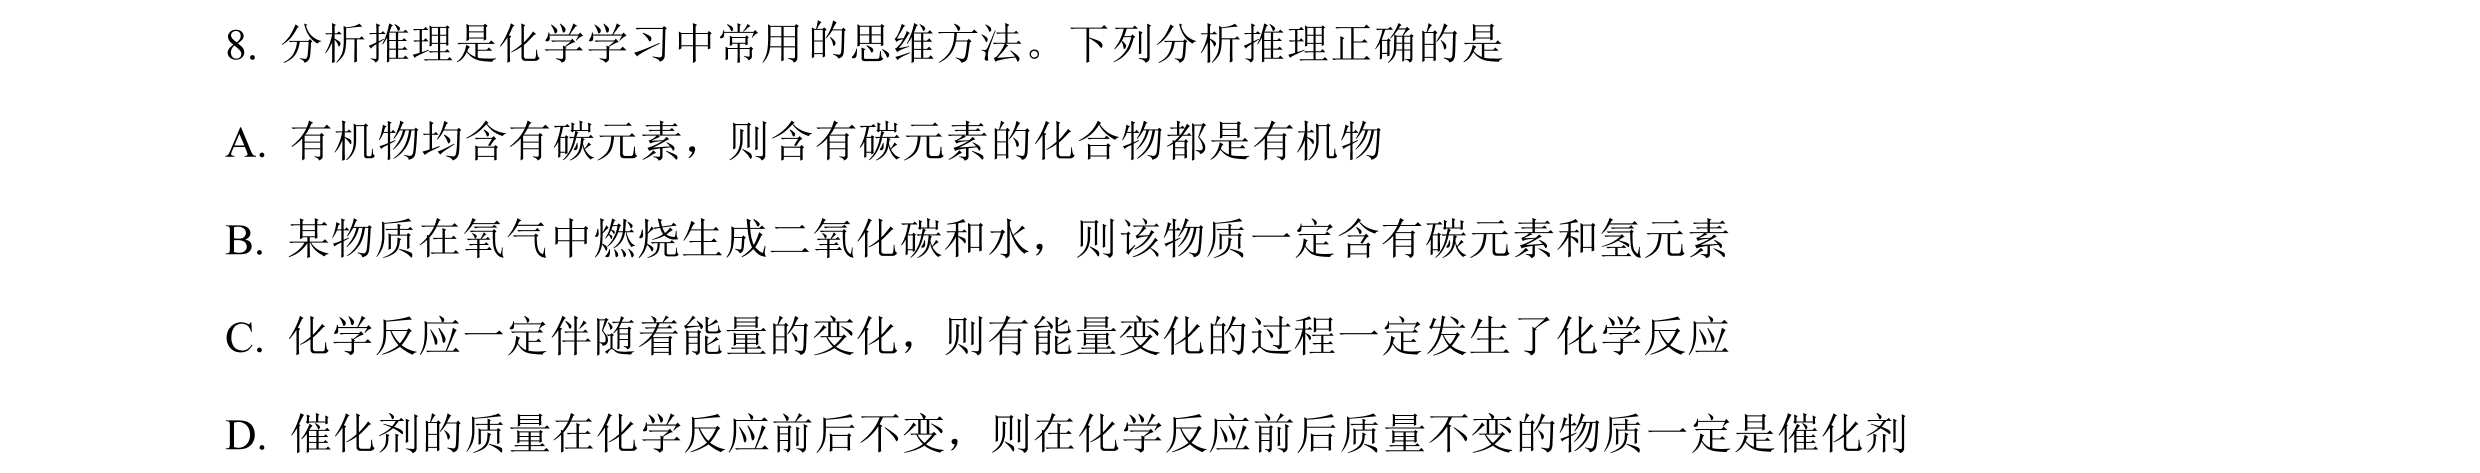 8. 分析推理是化学学习中常用的思维方法。下列分析推理正确的是
A. 有机物均含有碳元素，则含有碳元素的化合物都是有机物
B. 某物质在氧气中燃烧生成二氧化碳和水，则该物质一定含有碳元素和氢元素
C. 化学反应一定伴随着能量的变化，则有能量变化的过程一定发生了化学反应
D. 催化剂的质量在化学反应前后不变，则在化学反应前后质量不变的物质一定是催化剂